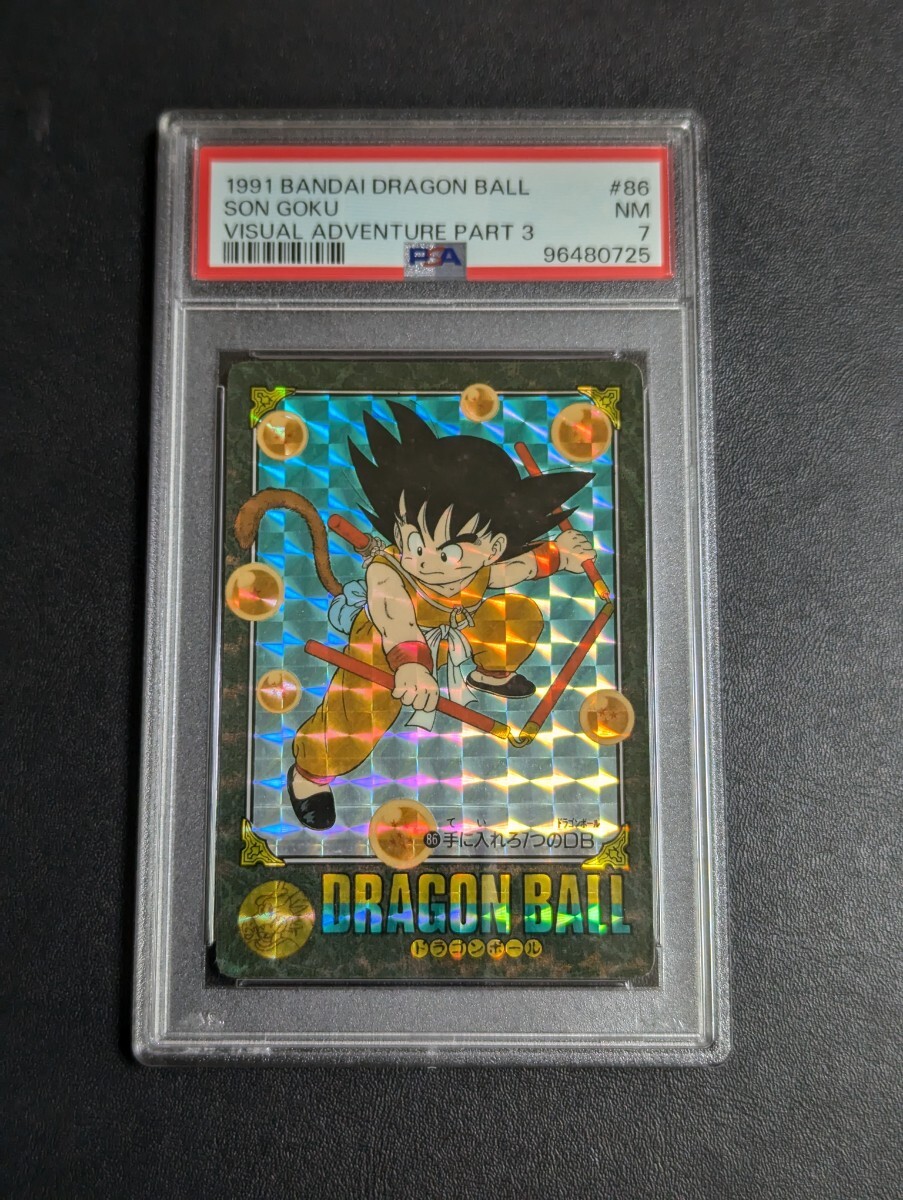 1991 BANDAI DRAGON BALL #86
SON GOKU NM
VISUAL ADVENTURE PART 3 7
PSA 96480725
て い ドラゴンボール
86 手に入れろ7つのDB
DRAGON BALL
ドラゴンボール